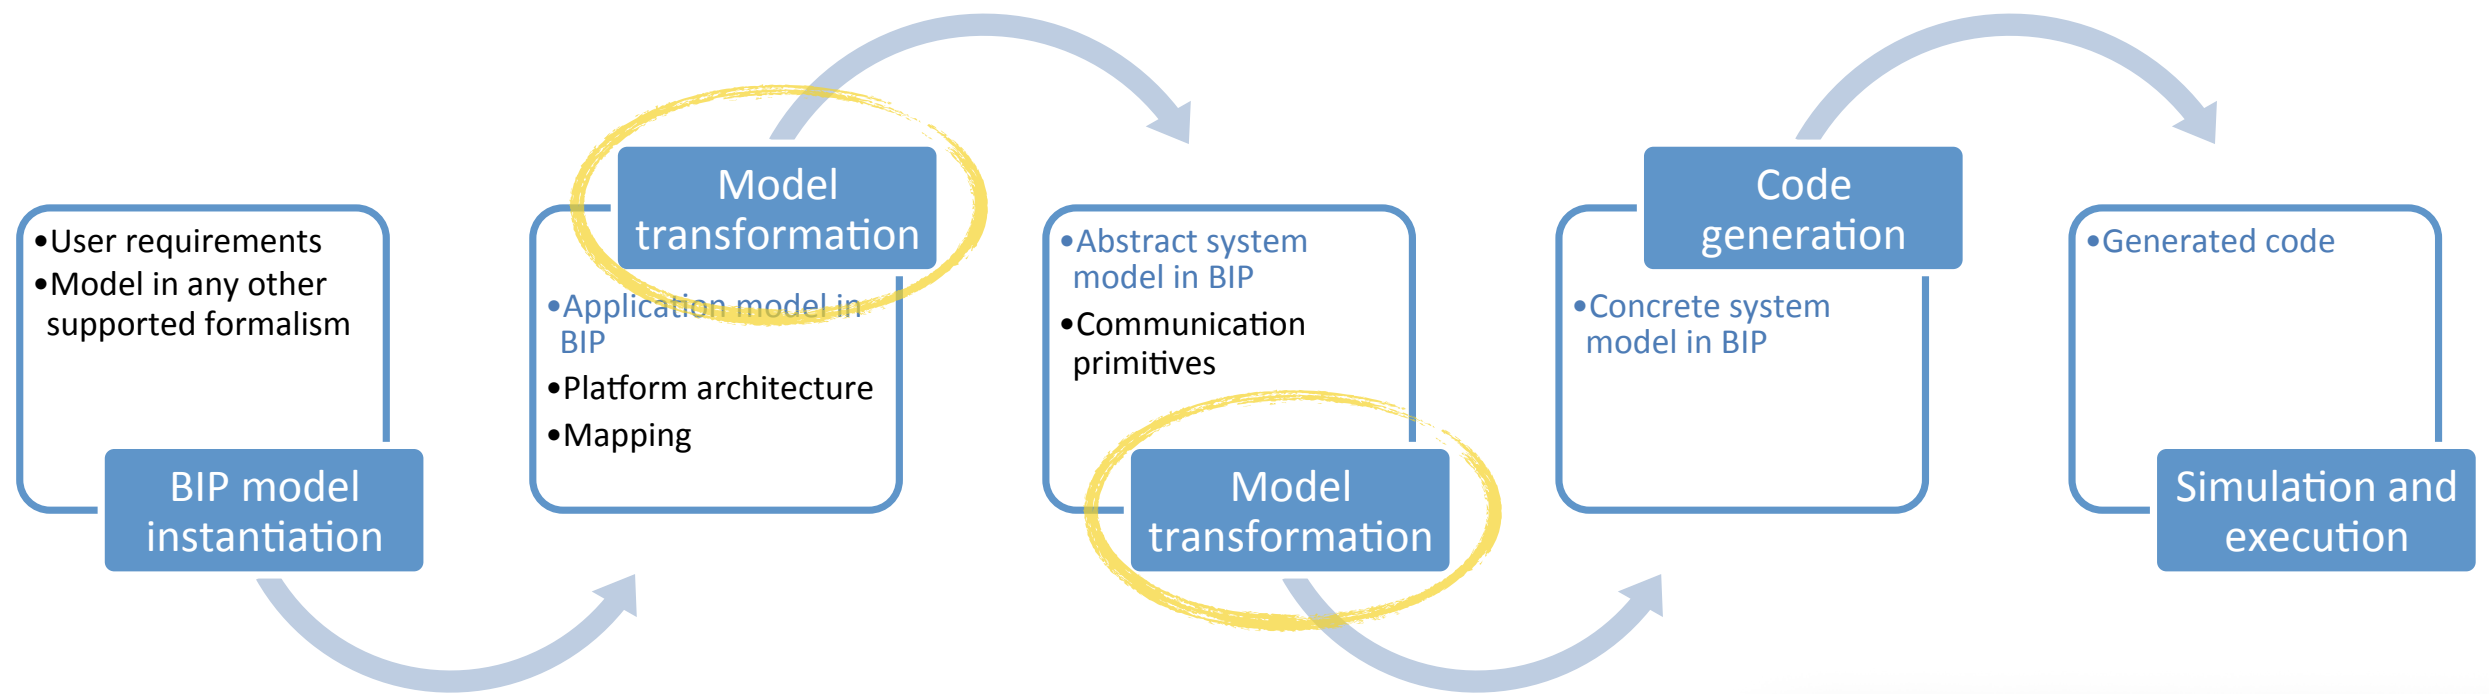 •User requirements
•Model in any other
supported formalism
BIP model
instantiation
Model
transformation
•Application model in
BIP
•Platform architecture
•Mapping
•Abstract system
model in BIP
•Communication
primitives
Model
transformation
Code
generation
•Concrete system
model in BIP
•Generated code
Simulation and
execution